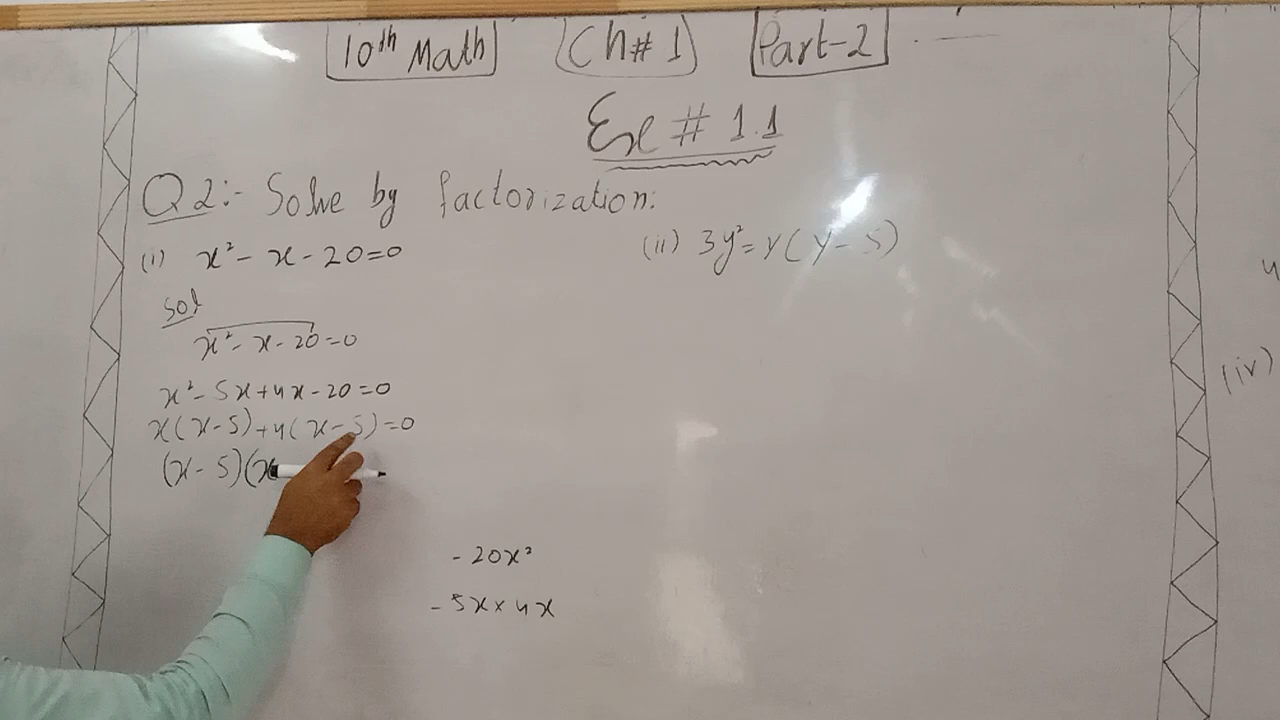 10th Math Ch# 1 Part-2
Ex # 1.1
Q2:- Solve by factorization:
(i) x² - x - 20=0
(ii) 3y²= y(y-5)
Sol
x² - x - 20 =0
x² - 5x + 4x - 20 =0
x(x-5) + 4(x-5) =0
(x-5)(x
- 20x²
- 5x × 4x
(iv)